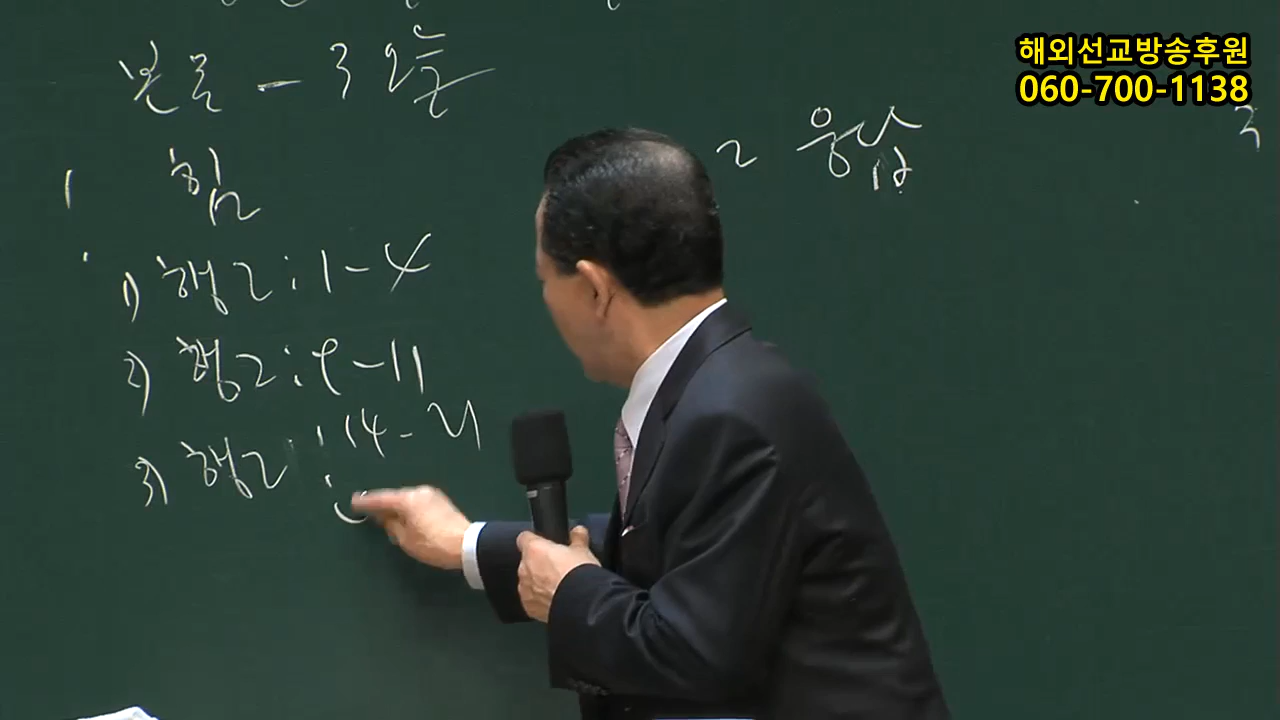 해외선교방송후원
060-700-1138
본론 - 3 오늘
1 힘
2 응답
3
1) 행2:1-4
2) 행2:9-11
3) 행2:14-21